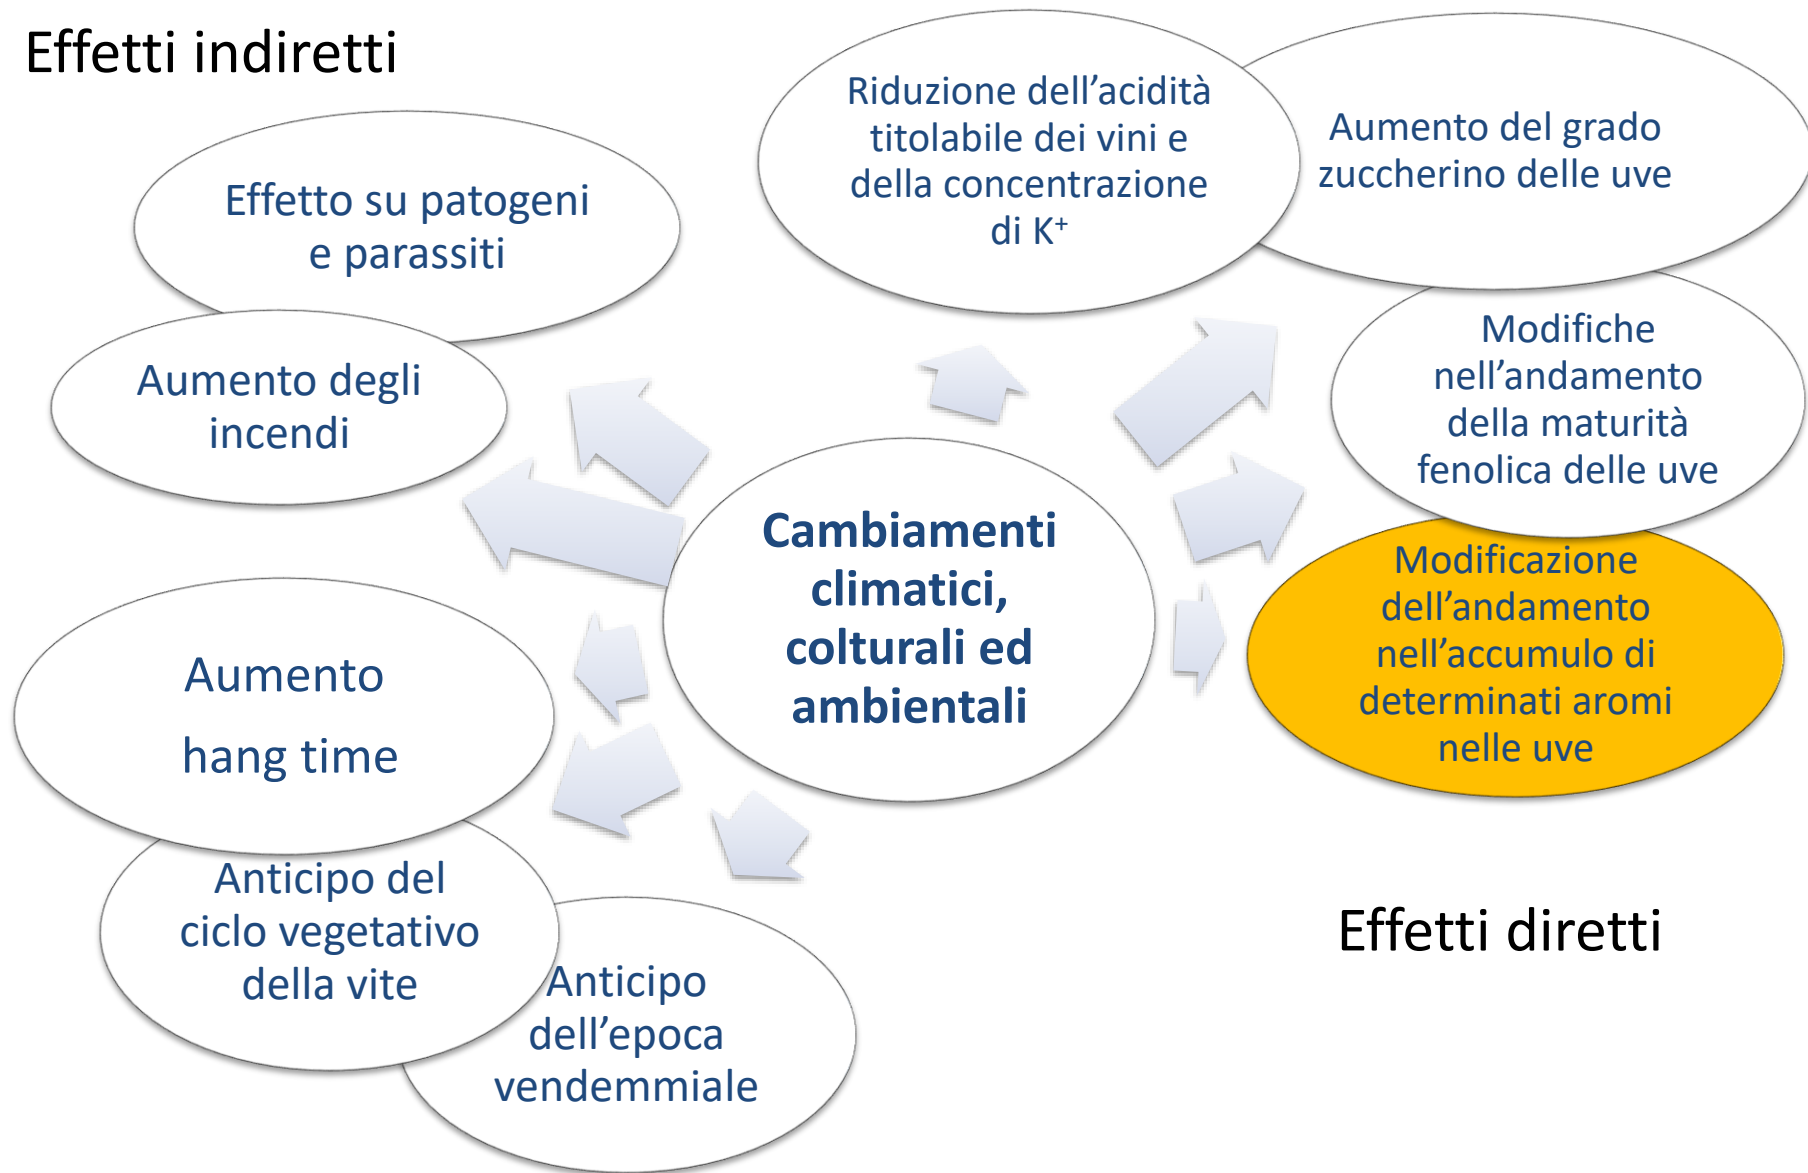 Effetti indiretti
Effetto su patogeni
e parassiti
Aumento degli
incendi
Aumento
hang time
Anticipo del
ciclo vegetativo
della vite
Anticipo
dell’epoca
vendemmiale
Cambiamenti
climatici,
colturali ed
ambientali
Riduzione dell’acidità
titolabile dei vini e
della concentrazione
di K⁺
Aumento del grado
zuccherino delle uve
Modifiche
nell’andamento
della maturità
fenolica delle uve
Modificazione
dell’andamento
nell’accumulo di
determinati aromi
nelle uve
Effetti diretti